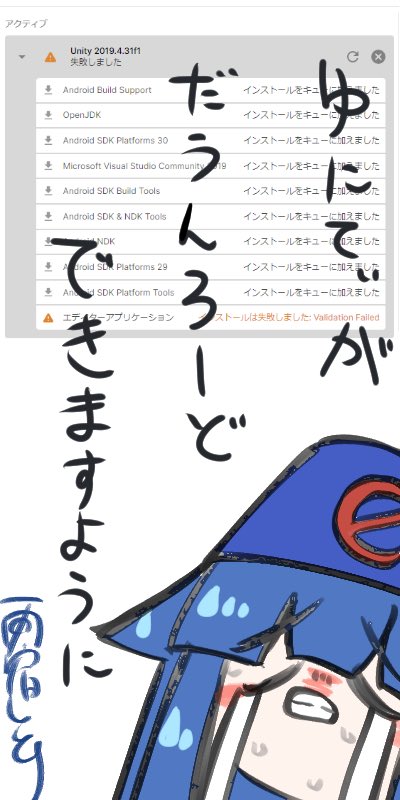 アクティブ
Unity 2019.4.31f1
失敗しました
Android Build Support インストールをキューに加えました
OpenJDK インストールをキューに加えました
Android SDK Platforms 30 インストールをキューに加えました
Microsoft Visual Studio Community 2019 インストールをキューに加えました
Android SDK Build Tools インストールをキューに加えました
Android SDK & NDK Tools インストールをキューに加えました
Android NDK インストールをキューに加えました
Android SDK Platforms 29 インストールをキューに加えました
Android SDK Platform Tools インストールをキューに加えました
エディターアプリケーション インストールは失敗しました: Validation Failed
ゆにてぃが
だうんろーど
できますように